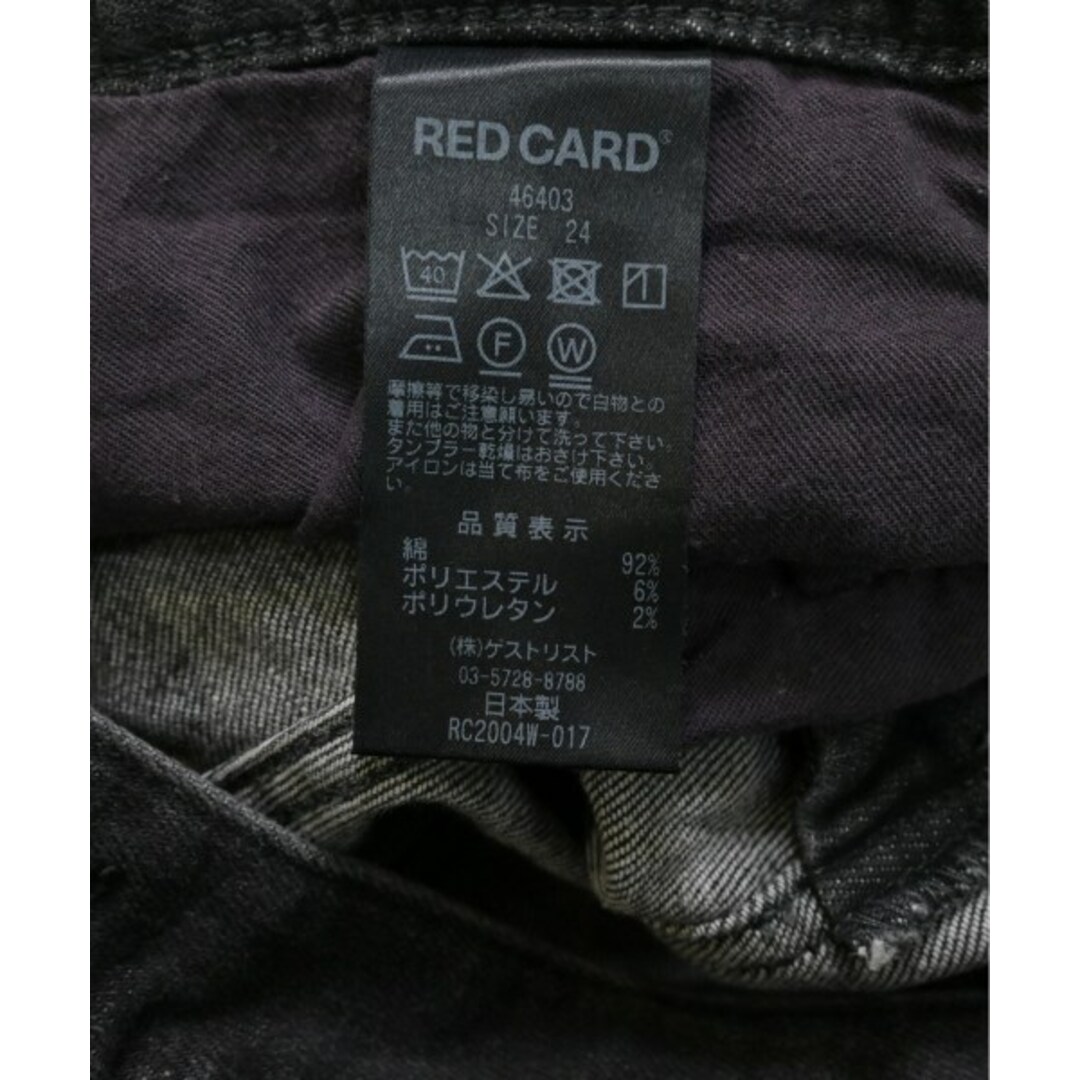 RED CARD®
46403
SIZE 24
40
F W
摩擦等で移染し易いので白物との
着用はご注意願います。
また他の物と分けて洗って下さい。
タンブラー乾燥はおさけ下さい。
アイロンは当て布をご使用くださ
い。
品質表示
綿 92%
ポリエステル 6%
ポリウレタン 2%
(株)ゲストリスト
03-5728-8788
日本製
RC2004W-017